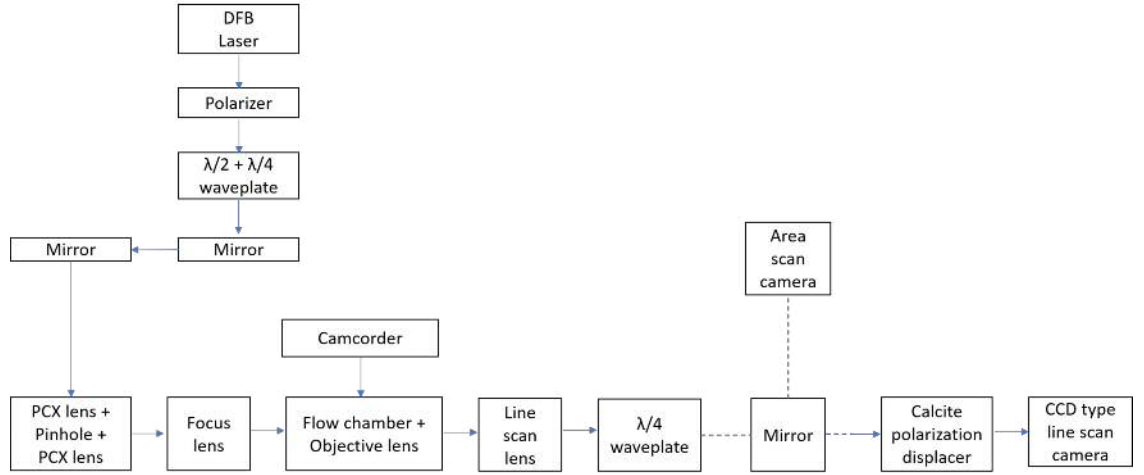 DFB
Laser
Polarizer
λ/2 + λ/4
waveplate
Mirror
Mirror
Area
scan
camera
Camcorder
PCX lens +
Pinhole +
PCX lens
Focus
lens
Flow chamber +
Objective lens
Line
scan
lens
λ/4
waveplate
Mirror
Calcite
polarization
displacer
CCD type
line scan
camera